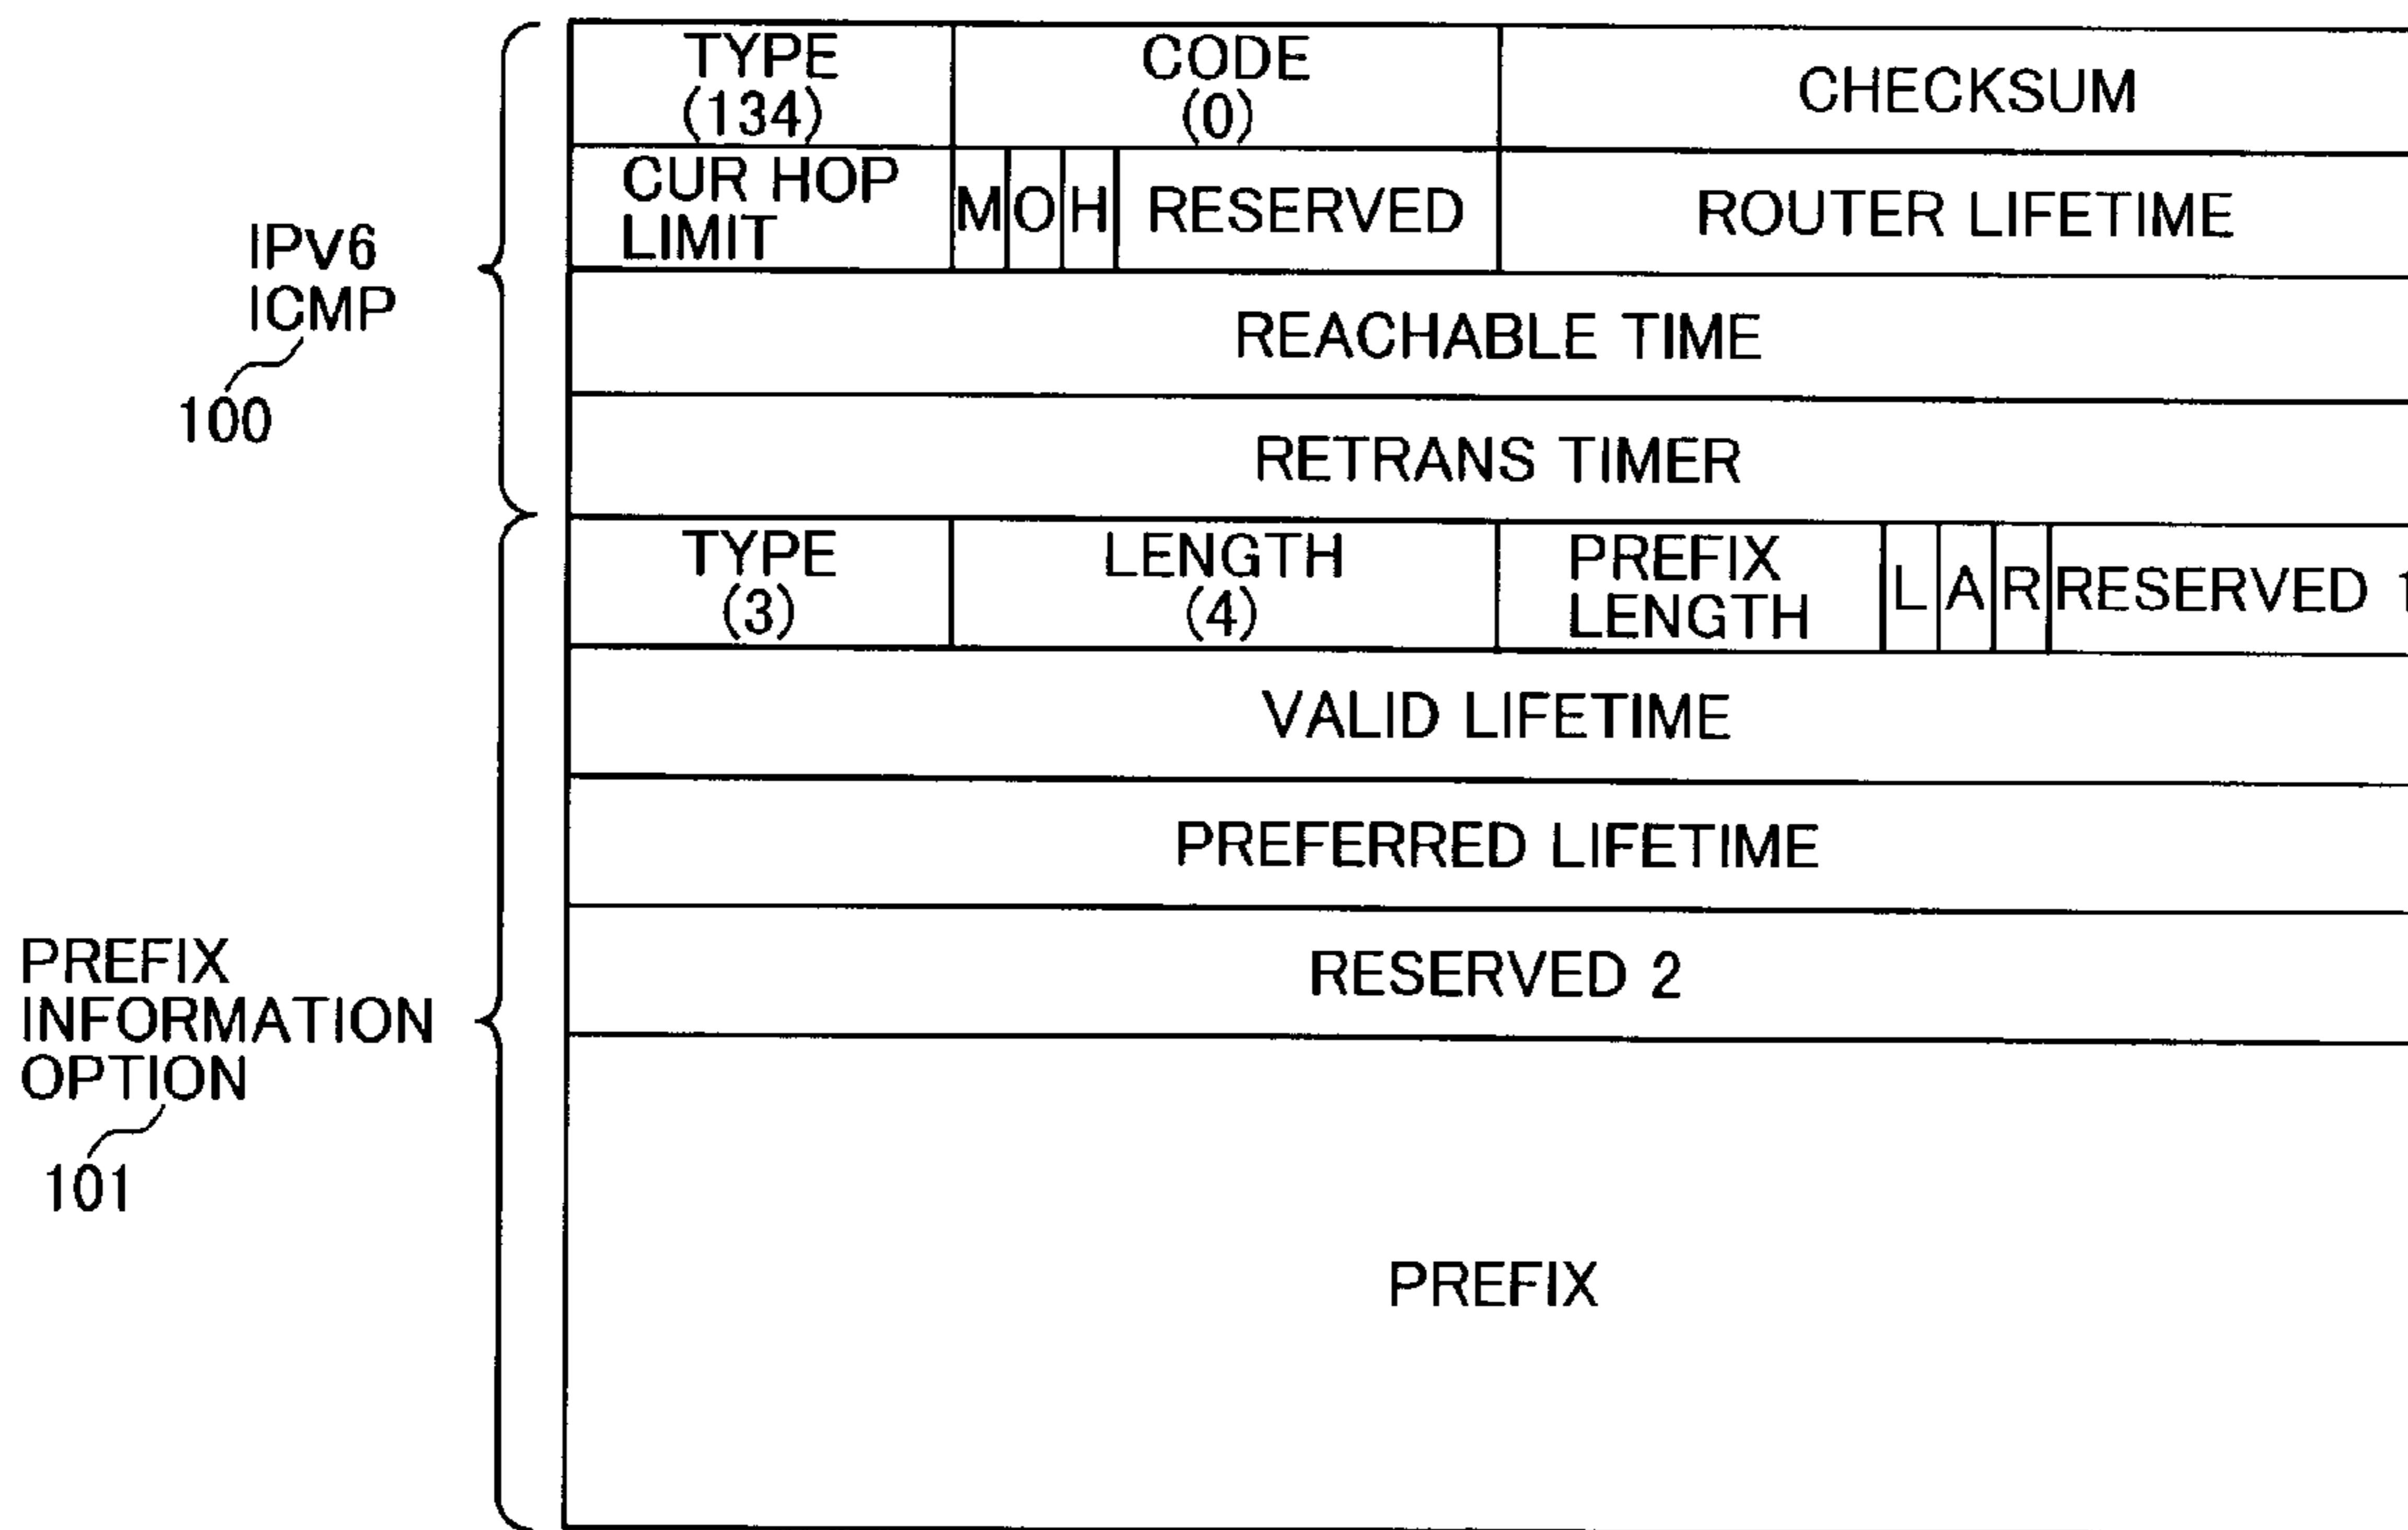 TYPE
(134)
CODE
(0)
CHECKSUM
CUR HOP
LIMIT
M
O
H
RESERVED
ROUTER LIFETIME
IPV6
ICMP
100
REACHABLE TIME
RETRANS TIMER
TYPE
(3)
LENGTH
(4)
PREFIX
LENGTH
L
A
R
RESERVED 1
VALID LIFETIME
PREFERRED LIFETIME
RESERVED 2
PREFIX
INFORMATION
OPTION
101
PREFIX